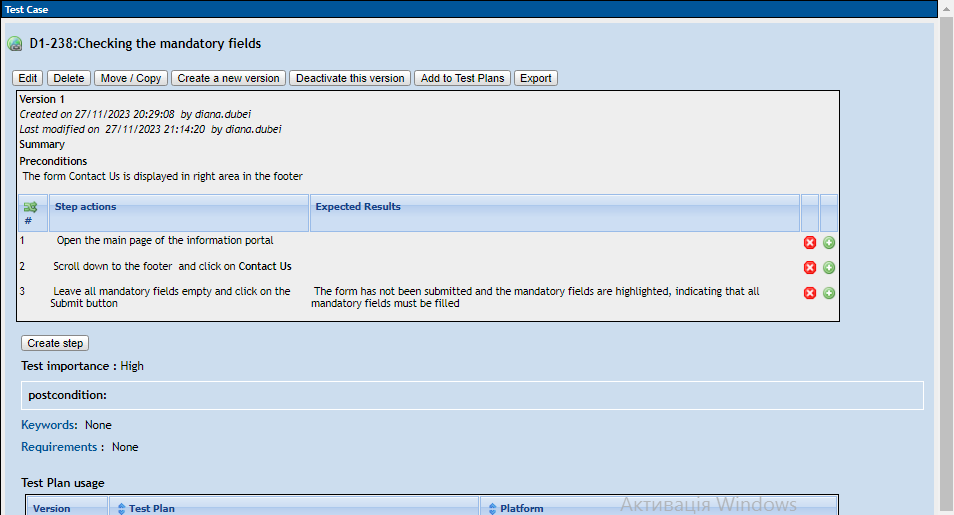 Test Case
D1-238:Checking the mandatory fields
Edit Delete Move / Copy Create a new version Deactivate this version Add to Test Plans Export
Version 1
Created on 27/11/2023 20:29:08 by diana.dubei
Last modified on 27/11/2023 21:14:20 by diana.dubei
Summary
Preconditions
The form Contact Us is displayed in right area in the footer
# Step actions Expected Results
1 Open the main page of the information portal
2 Scroll down to the footer and click on Contact Us
3 Leave all mandatory fields empty and click on the The form has not been submitted and the mandatory fields are highlighted, indicating that all
Submit button mandatory fields must be filled
Create step
Test importance : High
postcondition:
Keywords: None
Requirements : None
Test Plan usage
Version Test Plan Platform
Активація Windows